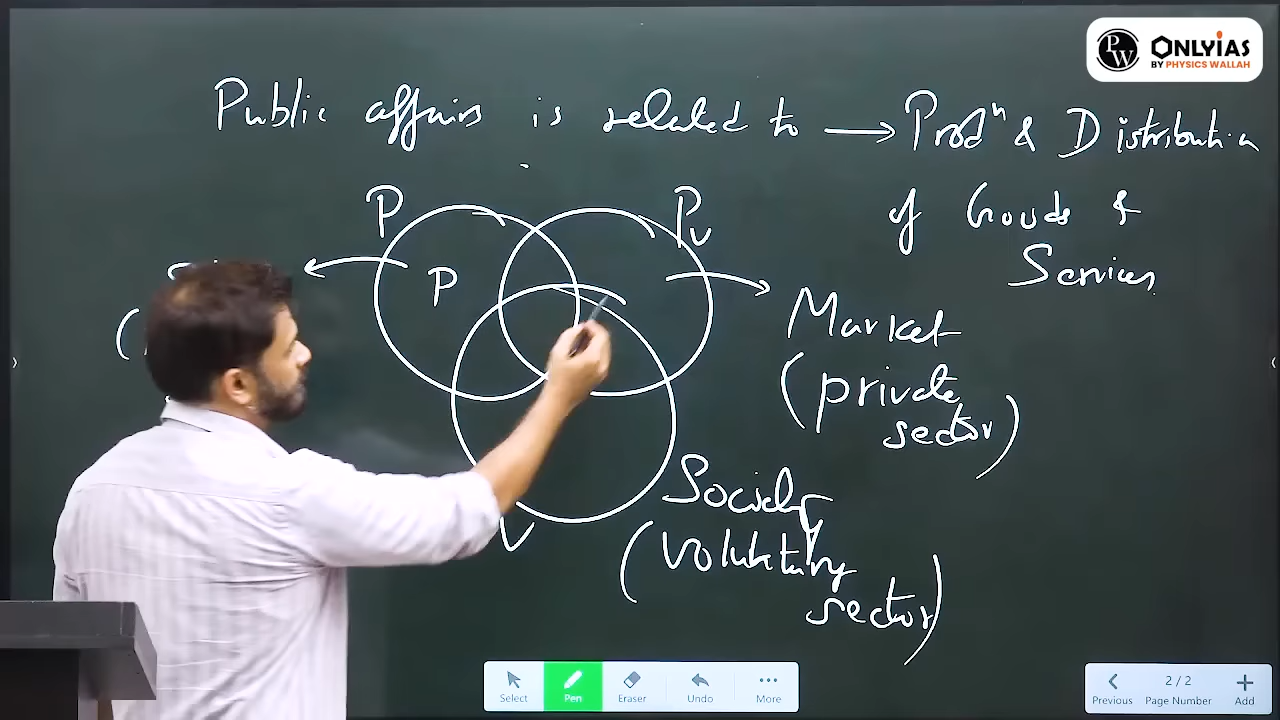 PW ONLYIAS
BY PHYSICS WALLAH
Public affairs is related to → Prodⁿ & Distribution
of Goods &
Services
P
Pv
P
Market
(private
sector)
Society
(Voluntary
sector)
V
Select
Pen
Eraser
Undo
More
Previous
2 / 2
Page Number
Add